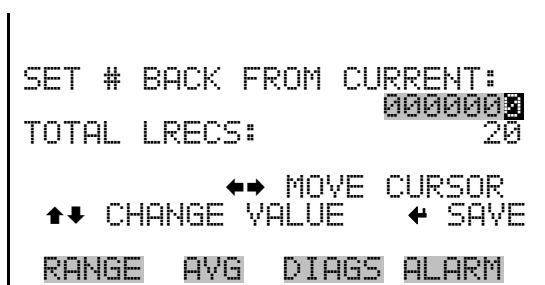 SET # BACK FROM CURRENT:
0000000
TOTAL LRECS: 20
←→ MOVE CURSOR
↑↓ CHANGE VALUE ↵ SAVE
RANGE AVG DIAGS ALARM